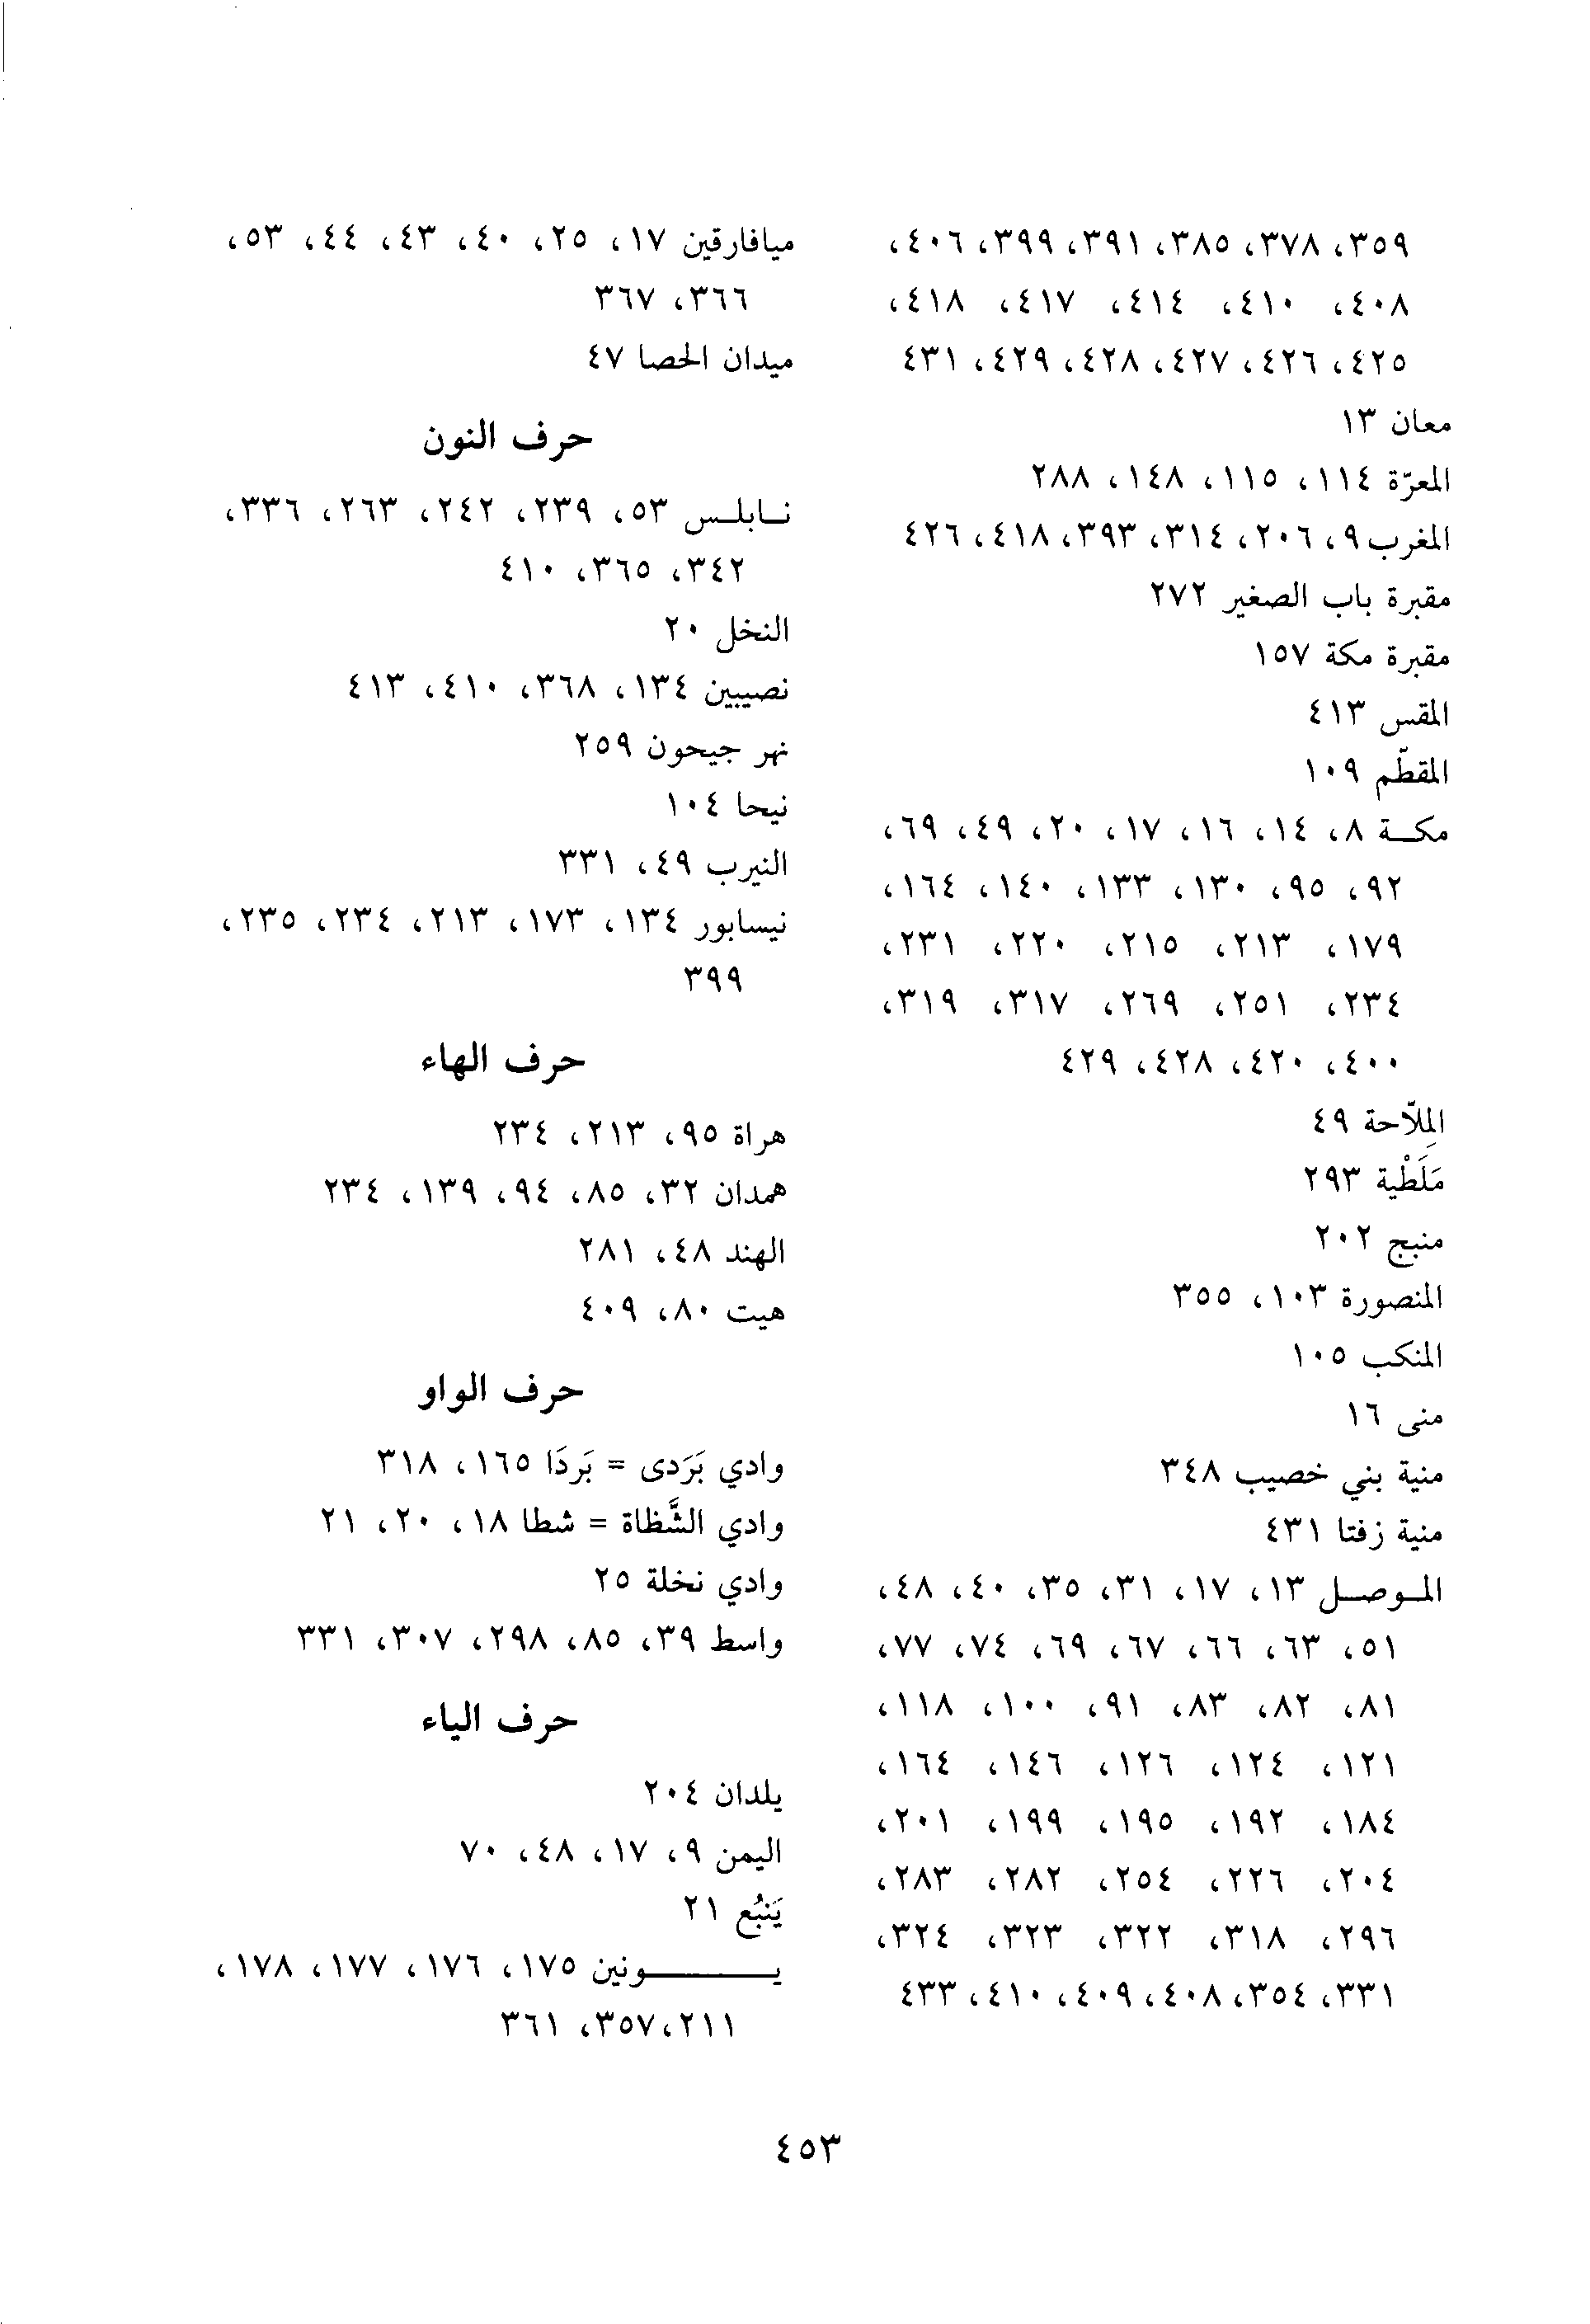 ٣٥٩، ٣٧٨، ٣٨٥، ٣٩١، ٣٩٩، ٤٠٦،
٤٠٨، ٤١٠، ٤١٤، ٤١٧، ٤١٨،
٤٢٥، ٤٢٦، ٤٢٧، ٤٢٨، ٤٢٩، ٤٣١
معان ١٣
المعرّة ١١٤، ١١٥، ١٤٨، ٢٨٨
المغرب ٩، ٢٠٦، ٣١٤، ٣٩٣، ٤١٨، ٤٢٦
مقبرة باب الصغير ٢٧٢
مقبرة مكة ١٥٧
المقس ٤١٣
المقطّم ١٠٩
مكـة ٨، ١٤، ١٦، ١٧، ٢٠، ٤٩، ٦٩،
٩٢، ٩٥، ١٣٠، ١٣٣، ١٤٠، ١٦٤،
١٧٩، ٢١٣، ٢١٥، ٢٢٠، ٢٣١،
٢٣٤، ٢٥١، ٢٦٩، ٣١٧، ٣١٩،
٤٠٠، ٤٢٠، ٤٢٨، ٤٢٩
المِلّاحة ٤٩
مَلَطْية ٢٩٣
منبج ٢٠٢
المنصورة ١٠٣، ٣٥٥
المنكب ١٠٥
منى ١٦
منية بني خصيب ٣٤٨
منية زفتا ٤٣١
المـوصـل ١٣، ١٧، ٣١، ٣٥، ٤٠، ٤٨،
٥١، ٦٣، ٦٦، ٦٧، ٦٩، ٧٤، ٧٧،
٨١، ٨٢، ٨٣، ٩١، ١٠٠، ١١٨،
١٢١، ١٢٤، ١٢٦، ١٤٦، ١٦٤،
١٨٤، ١٩٢، ١٩٥، ١٩٩، ٢٠١،
٢٠٤، ٢٢٦، ٢٥٤، ٢٨٢، ٢٨٣،
٢٩٦، ٣١٨، ٣٢٢، ٣٢٣، ٣٢٤،
٣٣١، ٣٥٤، ٤٠٨، ٤٠٩، ٤١٠، ٤٣٣
ميافارقين ١٧، ٢٥، ٤٠، ٤٣، ٤٤، ٥٣،
٣٦٦، ٣٦٧
ميدان الحصا ٤٧
حرف النون
نـابلـس ٥٣، ٢٣٩، ٢٤٢، ٢٦٣، ٣٣٦،
٣٤٢، ٣٦٥، ٤١٠
النخل ٢٠
نصيبين ١٣٤، ٣٦٨، ٤١٠، ٤١٣
نهر جيحون ٢٥٩
نيحا ١٠٤
النيرب ٤٩، ٣٣١
نيسابور ١٣٤، ١٧٣، ٢١٣، ٢٣٤، ٢٣٥،
٣٩٩
حرف الهاء
هراة ٩٥، ٢١٣، ٢٣٤
همدان ٣٢، ٨٥، ٩٤، ١٣٩، ٢٣٤
الهند ٤٨، ٢٨١
هيت ٨٠، ٤٠٩
حرف الواو
وادي بَرَدى = بَردَا ١٦٥، ٣١٨
وادي الشَّظاة = شطا ١٨، ٢٠، ٢١
وادي نخلة ٢٥
واسط ٣٩، ٨٥، ٢٩٨، ٣٠٧، ٣٣١
حرف الياء
يلدان ٢٠٤
اليمن ٩، ١٧، ٤٨، ٧٠
يَنبُع ٢١
يـــونين ١٧٥، ١٧٦، ١٧٧، ١٧٨،
٢١١،٣٥٧، ٣٦١
٤٥٣